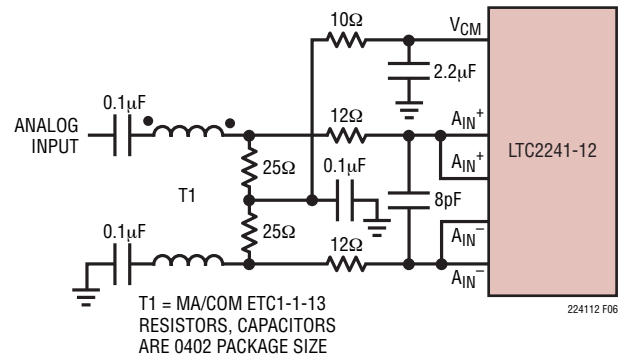 10Ω
VCM
2.2μF
0.1μF
12Ω
AIN+
ANALOG
INPUT
AIN+
LTC2241-12
25Ω
0.1μF
T1
8pF
25Ω
AIN–
0.1μF
12Ω
AIN–
T1 = MA/COM ETC1-1-13
RESISTORS, CAPACITORS
ARE 0402 PACKAGE SIZE
224112 F06